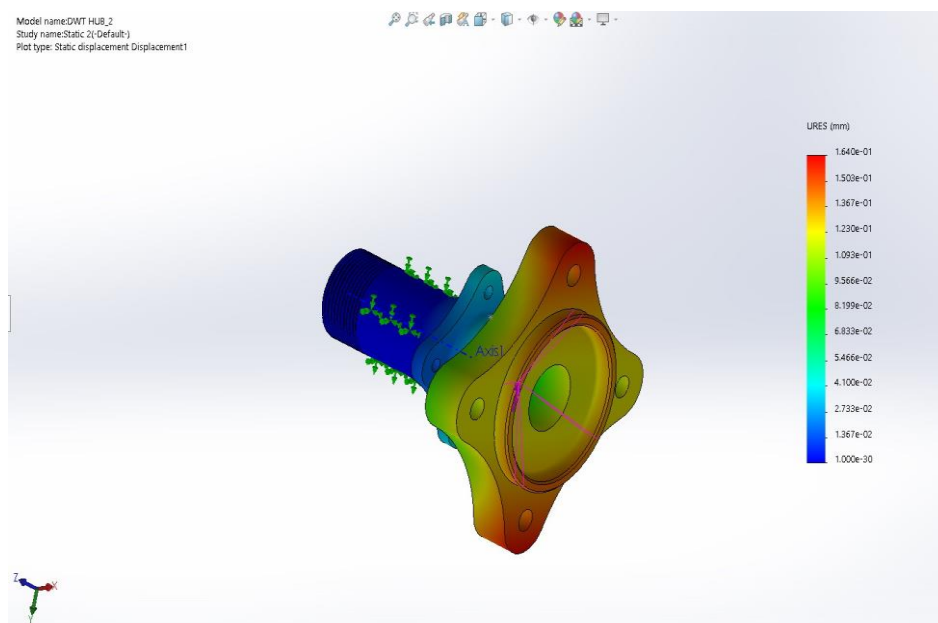 Model name:DWT HUB_2
Study name:Static 2(-Default-)
Plot type: Static displacement Displacement1
URES (mm)
1.640e-01
1.503e-01
1.367e-01
1.230e-01
1.093e-01
9.566e-02
8.199e-02
6.833e-02
5.466e-02
4.100e-02
2.733e-02
1.367e-02
1.000e-30
Axis1
Z
X
Y